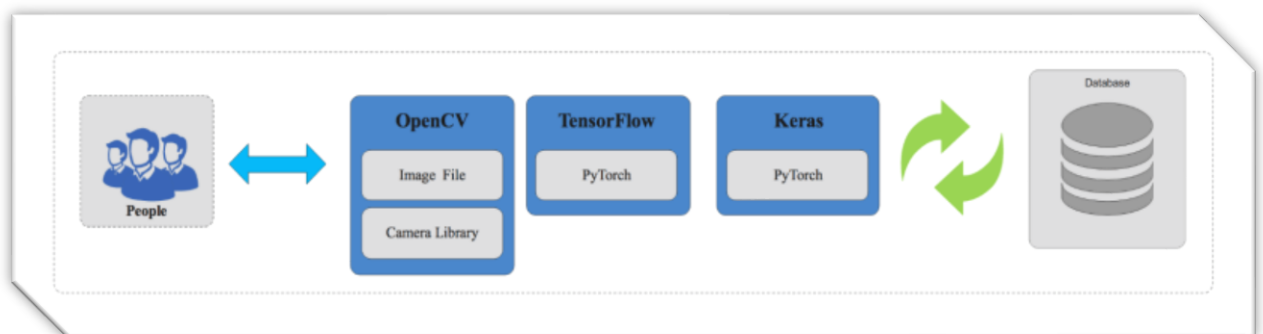 People
OpenCV
Image File
Camera Library
TensorFlow
PyTorch
Keras
PyTorch
Database